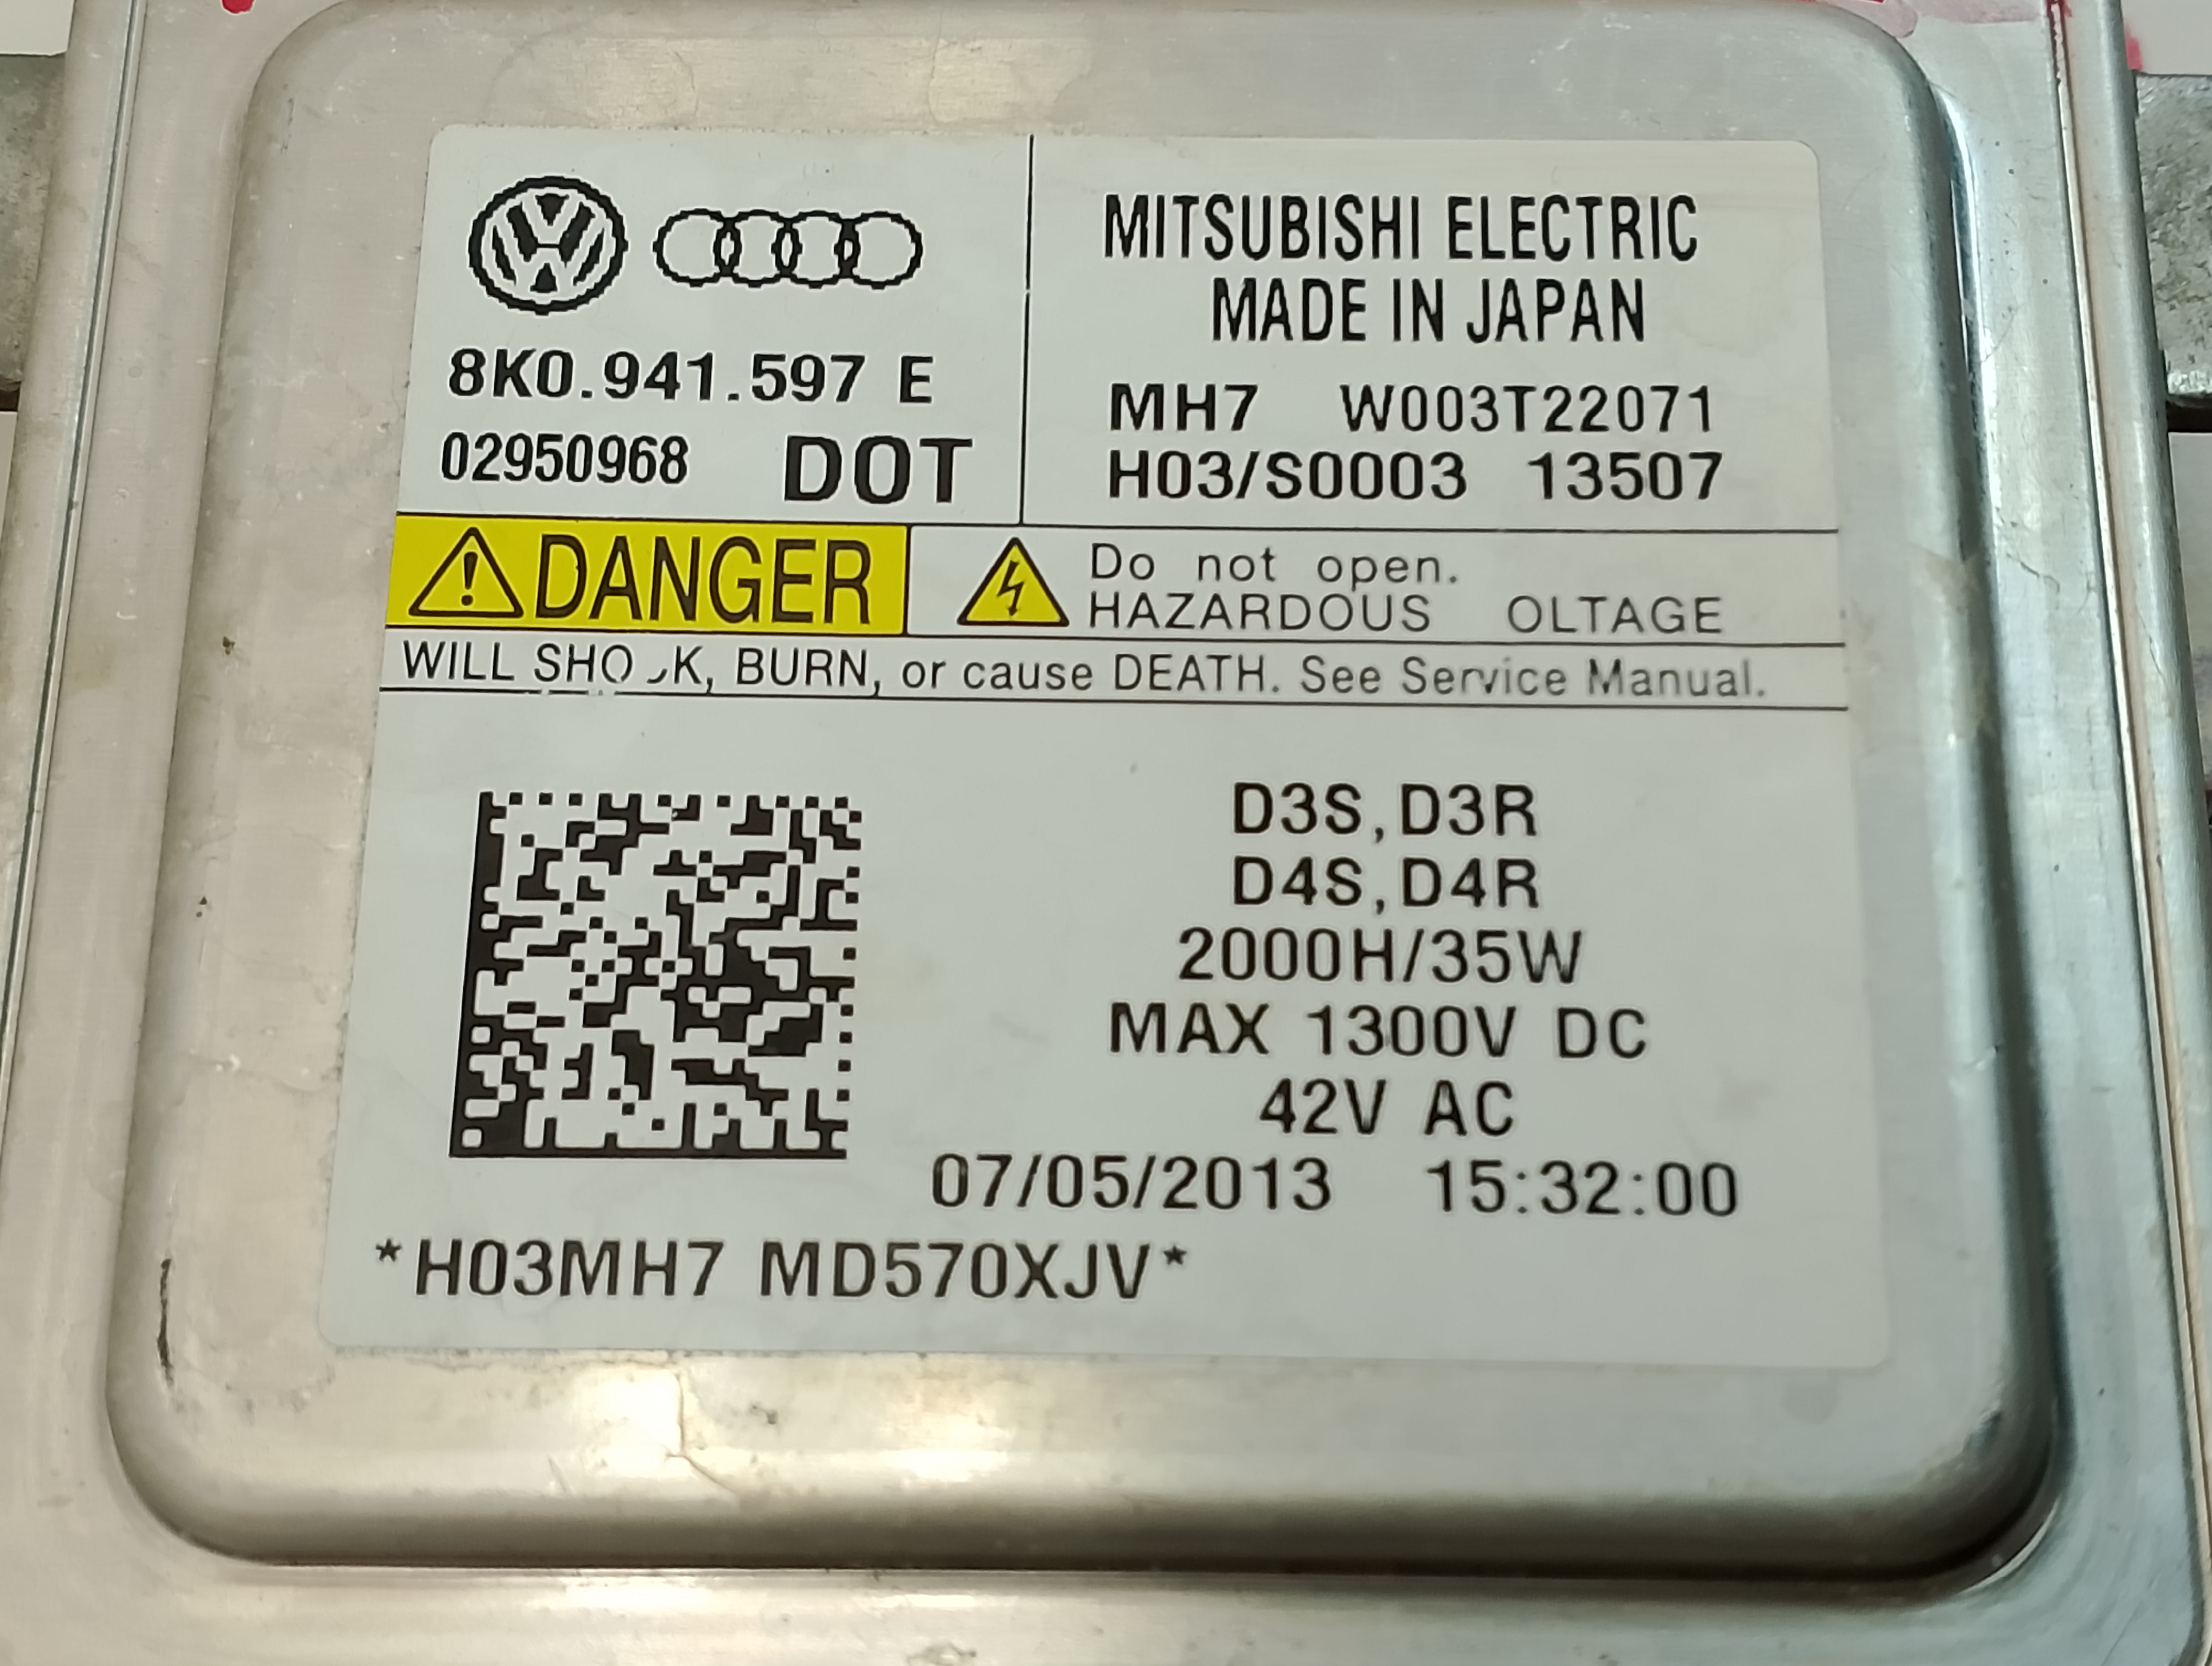 8K0.941.597 E
02950968 DOT
MITSUBISHI ELECTRIC
MADE IN JAPAN
MH7 W003T22071
H03/S0003 13507
DANGER
Do not open.
HAZARDOUS OLTAGE
WILL SHOCK, BURN, or cause DEATH. See Service Manual.
D3S,D3R
D4S,D4R
2000H/35W
MAX 1300V DC
42V AC
07/05/2013 15:32:00
*H03MH7 MD570XJV*